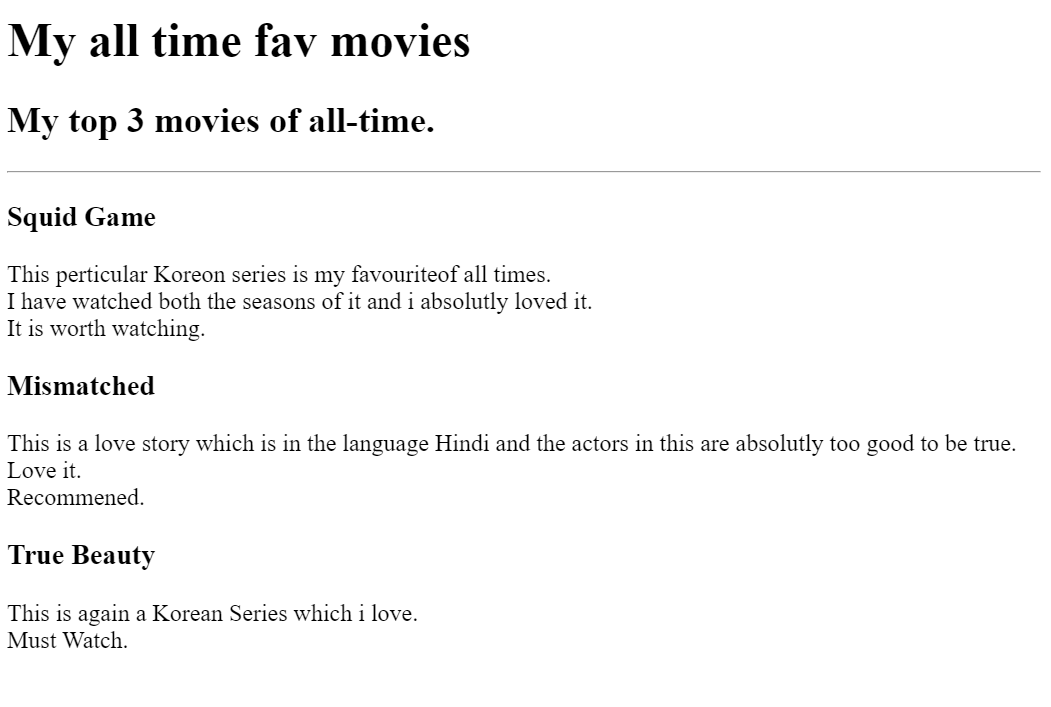 My all time fav movies
My top 3 movies of all-time.
Squid Game
This perticular Koreon series is my favouriteof all times.
I have watched both the seasons of it and i absolutly loved it.
It is worth watching.
Mismatched
This is a love story which is in the language Hindi and the actors in this are absolutly too good to be true.
Love it.
Recommened.
True Beauty
This is again a Korean Series which i love.
Must Watch.